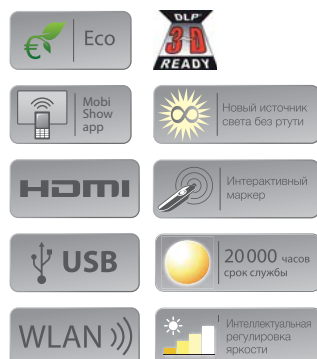 Eco
DLP
3-D
READY
Mobi
Show
app
Новый источник
света без ртути
HDMI
Интерактивный
маркер
USB
20 000 часов
срок службы
WLAN
Интеллектуальная
регулировка
яркости